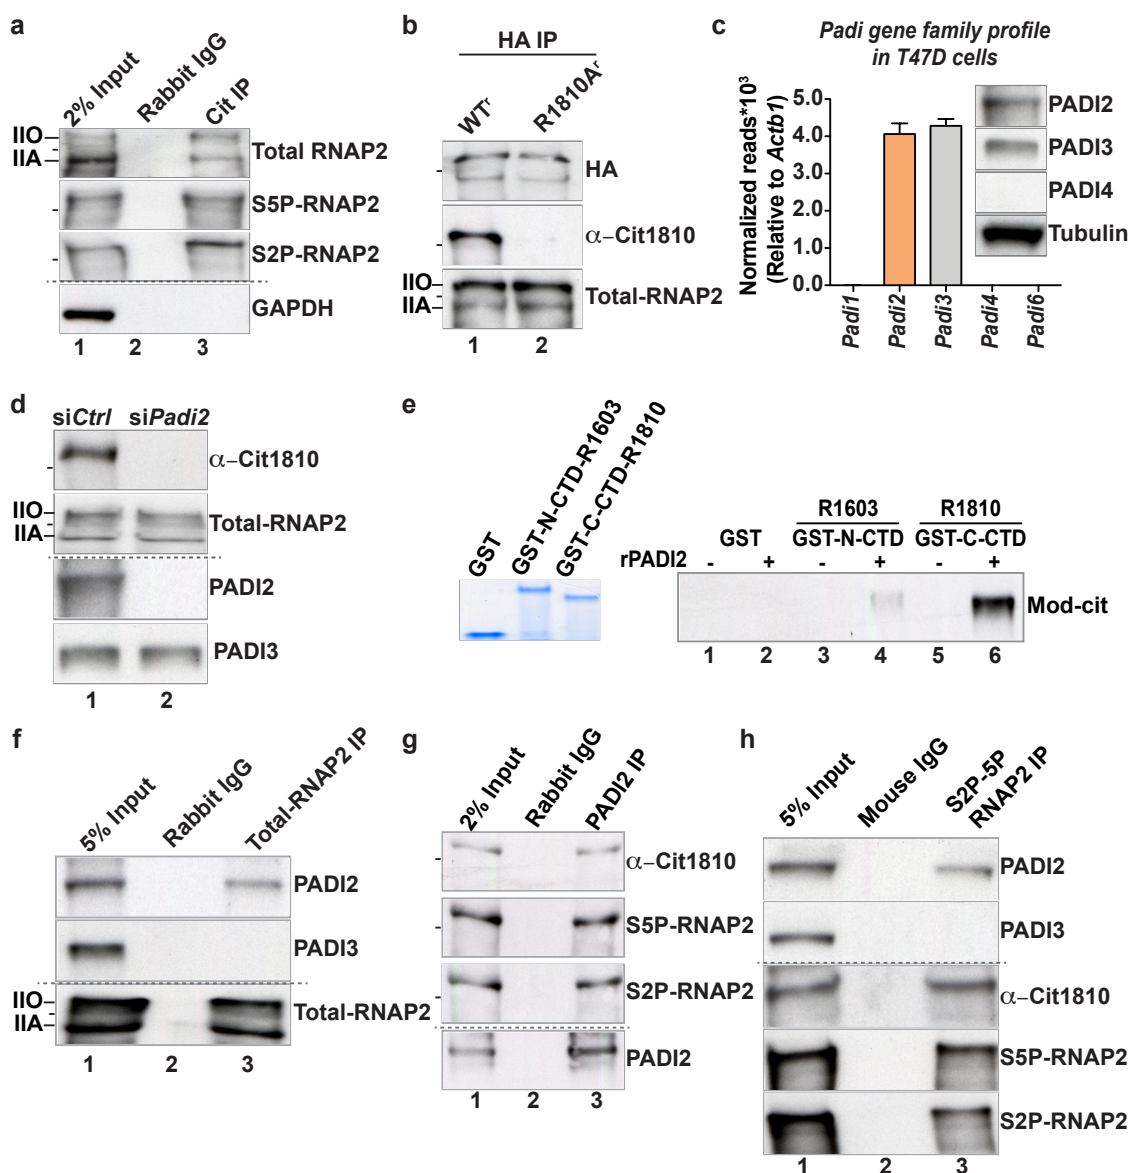 a
2% Input
Rabbit IgG
Cit IP
IIO
IIA
Total RNAP2
S5P-RNAP2
S2P-RNAP2
GAPDH
1 2 3
b
HA IP
WTʳ
R1810Aʳ
HA
α–Cit1810
IIO
IIA
Total-RNAP2
1 2
c
Padi gene family profile
in T47D cells
Normalized reads*10³
(Relative to Actb1)
5.0
4.0
3.0
2.0
1.0
0.0
Padi1
Padi2
Padi3
Padi4
Padi6
PADI2
PADI3
PADI4
Tubulin
d
siCtrl siPadi2
α–Cit1810
IIO
IIA
Total-RNAP2
PADI2
PADI3
1 2
e
GST
GST-N-CTD-R1603
GST-C-CTD-R1810
R1603 R1810
GST GST-N-CTD GST-C-CTD
rPADI2 - + - + - +
Mod-cit
1 2 3 4 5 6
f
5% Input
Rabbit IgG
Total-RNAP2 IP
PADI2
PADI3
IIO
IIA
Total-RNAP2
1 2 3
g
2% Input
Rabbit IgG
PADI2 IP
α–Cit1810
S5P-RNAP2
S2P-RNAP2
PADI2
1 2 3
h
5% Input
Mouse IgG
S2P-5P
RNAP2 IP
PADI2
PADI3
α–Cit1810
S5P-RNAP2
S2P-RNAP2
1 2 3